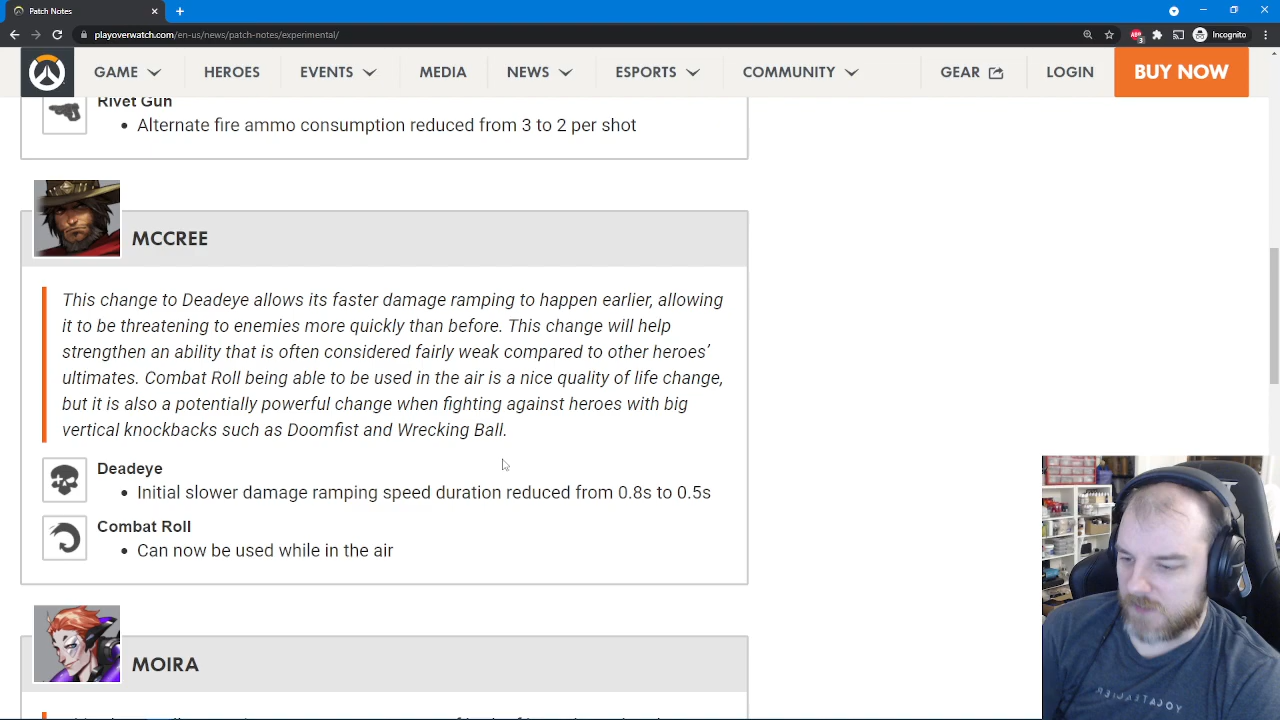 Patch Notes
playoverwatch.com/en-us/news/patch-notes/experimental/
3
Incognito
GAME HEROES EVENTS MEDIA NEWS ESPORTS COMMUNITY GEAR LOGIN BUY NOW
Rivet Gun
• Alternate fire ammo consumption reduced from 3 to 2 per shot
MCCREE
This change to Deadeye allows its faster damage ramping to happen earlier, allowing
it to be threatening to enemies more quickly than before. This change will help
strengthen an ability that is often considered fairly weak compared to other heroes’
ultimates. Combat Roll being able to be used in the air is a nice quality of life change,
but it is also a potentially powerful change when fighting against heroes with big
vertical knockbacks such as Doomfist and Wrecking Ball.
Deadeye
• Initial slower damage ramping speed duration reduced from 0.8s to 0.5s
Combat Roll
• Can now be used while in the air
MOIRA